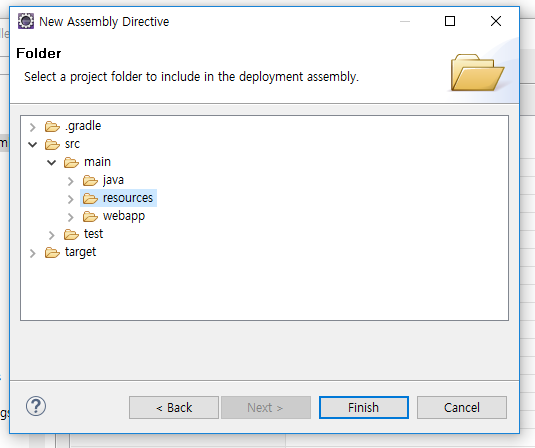 New Assembly Directive
Folder
Select a project folder to include in the deployment assembly.
.gradle
src
main
java
resources
webapp
test
target
< Back
Next >
Finish
Cancel